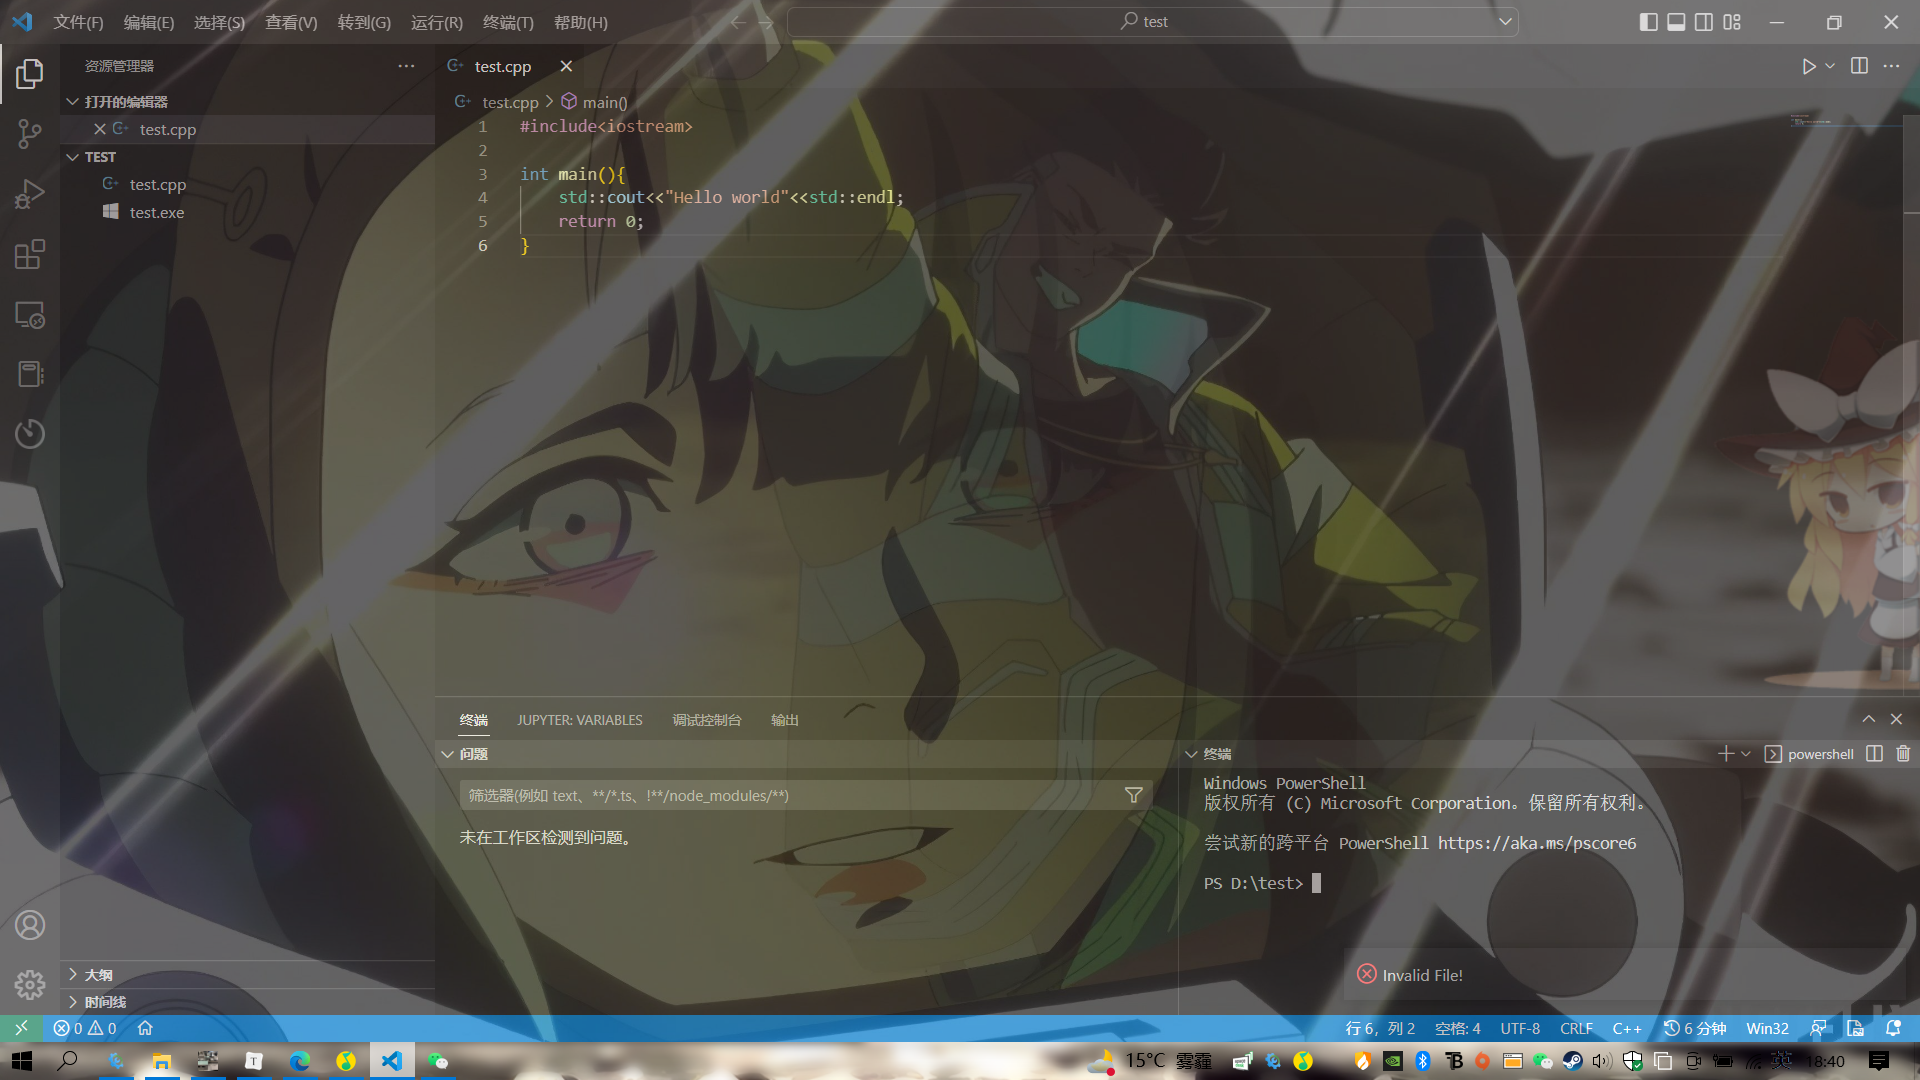 文件(F) 编辑(E) 选择(S) 查看(V) 转到(G) 运行(R) 终端(T) 帮助(H) test
资源管理器
打开的编辑器
test.cpp
TEST
test.cpp
test.exe
大纲
时间线
test.cpp
test.cpp main()
1 #include<iostream>
2
3 int main(){
4 std::cout<<"Hello world"<<std::endl;
5 return 0;
6 }
终端 JUPYTER: VARIABLES 调试控制台 输出
问题
筛选器(例如 text、**/*.ts、!**/node_modules/**)
未在工作区检测到问题。
终端 powershell
Windows PowerShell
版权所有 (C) Microsoft Corporation。保留所有权利。
尝试新的跨平台 PowerShell https://aka.ms/pscore6
PS D:\test>
Invalid File!
0 0 行 6，列 2 空格: 4 UTF-8 CRLF C++ 6 分钟 Win32
15°C 雾霾 英 18:40